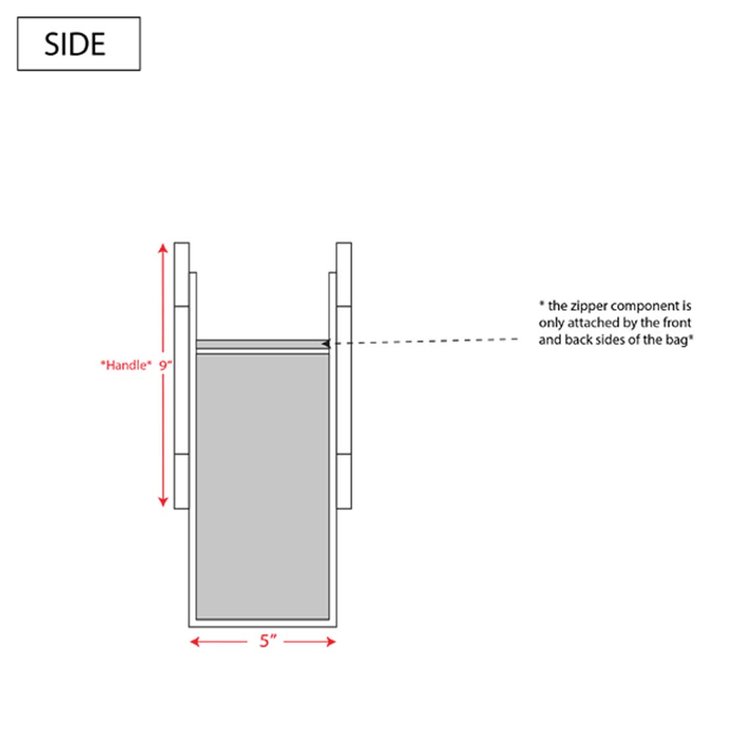 SIDE
* the zipper component is
only attached by the front
and back sides of the bag*
*Handle* 9”
5”